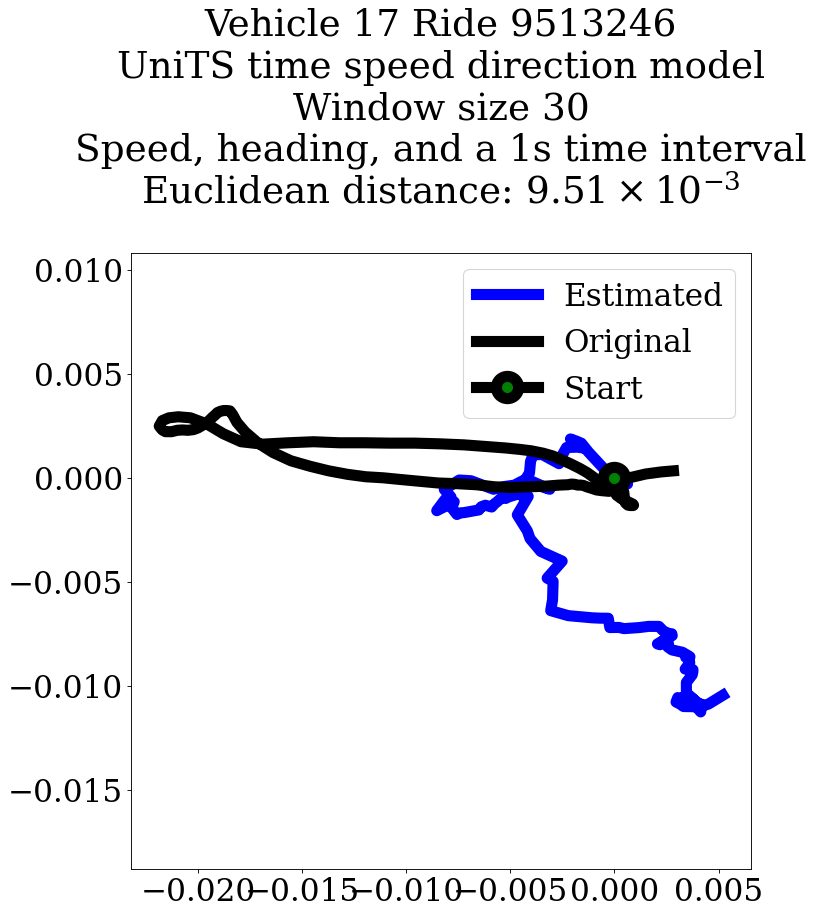 Vehicle 17 Ride 9513246
UniTS time speed direction model
Window size 30
Speed, heading, and a 1s time interval
Euclidean distance: 9.51 × 10⁻³
Estimated
Original
Start
0.010
0.005
0.000
−0.005
−0.010
−0.015
−0.020 −0.015 −0.010 −0.005 0.000 0.005